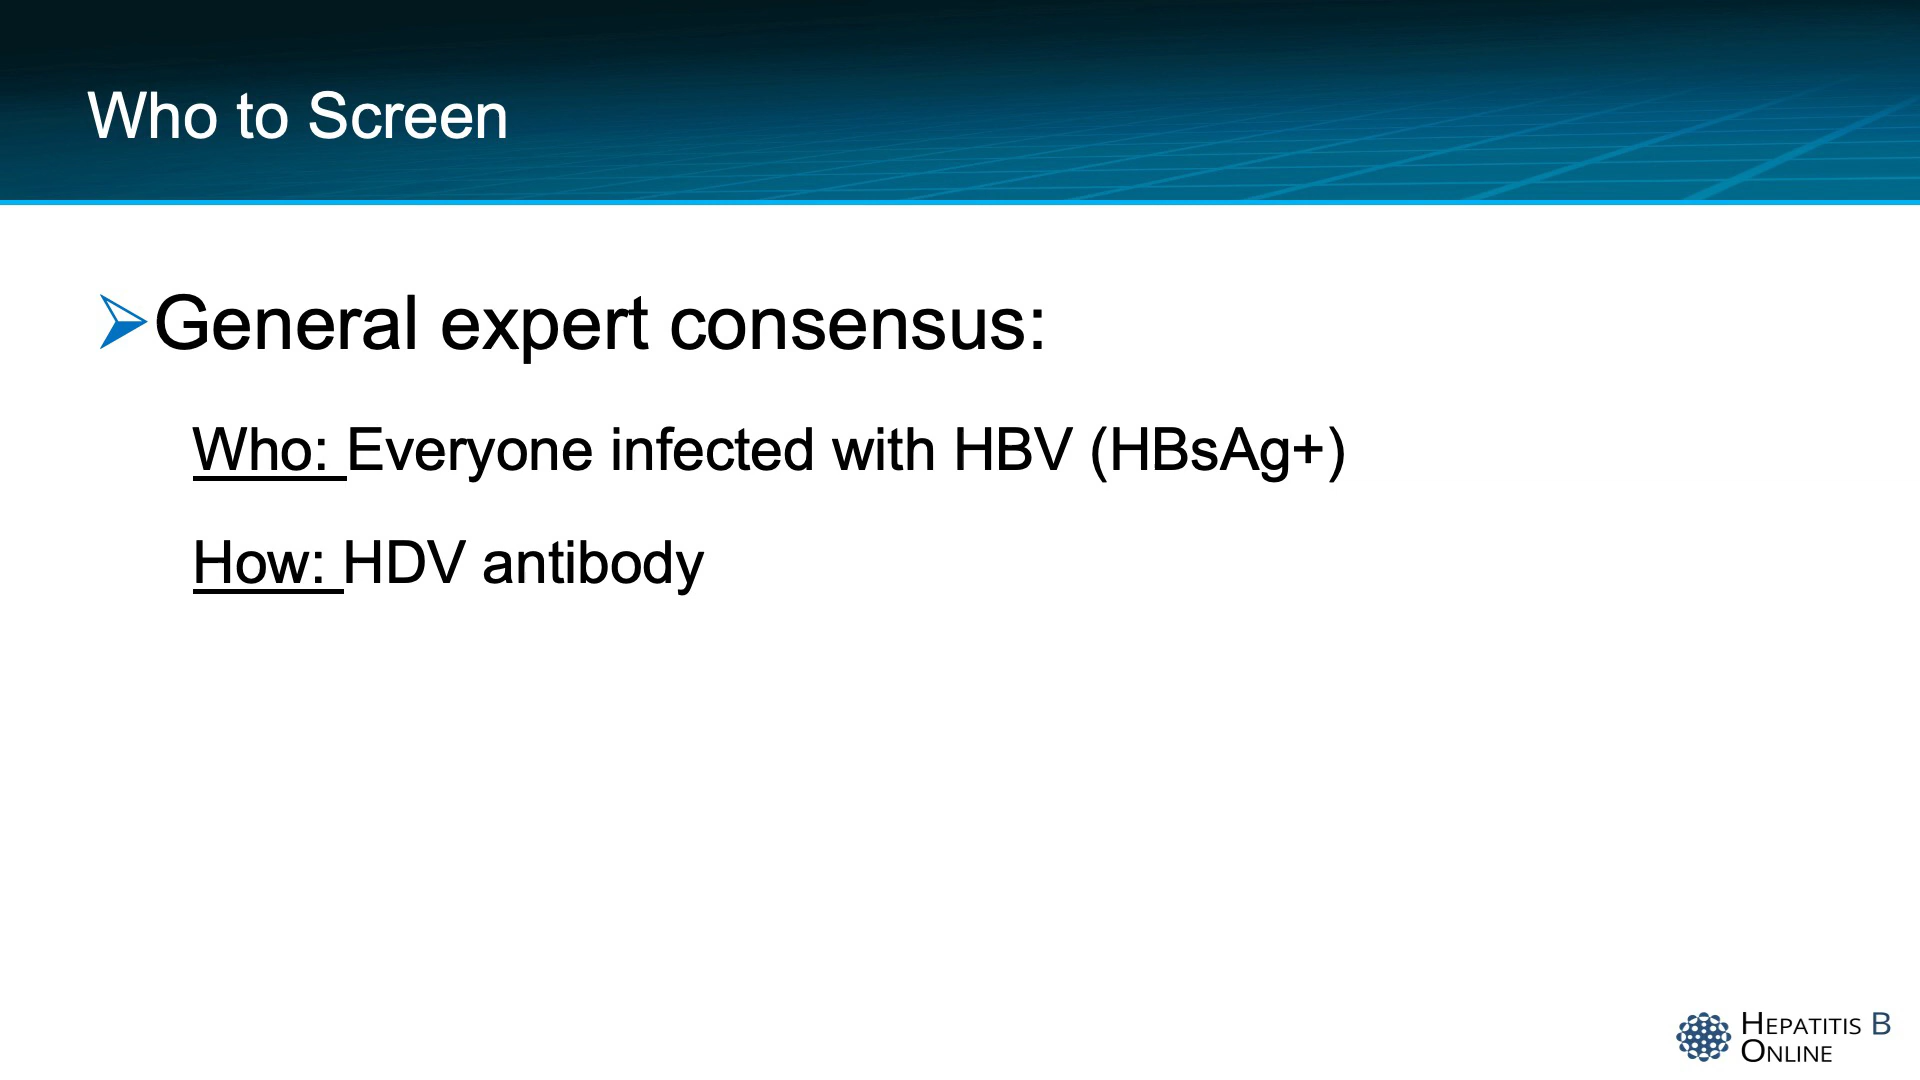 Who to Screen
General expert consensus:
Who: Everyone infected with HBV (HBsAg+)
How: HDV antibody
HEPATITIS B
ONLINE